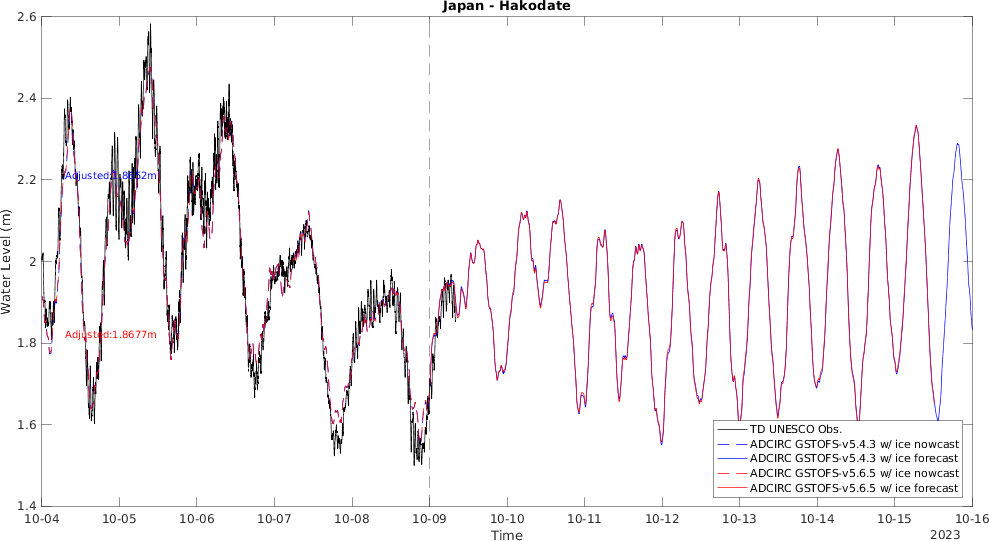 Japan - Hakodate
Water Level (m)
2.6
2.4
2.2
2
1.8
1.6
1.4
Adjusted:1.8662m
Adjusted:1.8677m
TD UNESCO Obs.
ADCIRC GSTOFS-v5.4.3 w/ ice nowcast
ADCIRC GSTOFS-v5.4.3 w/ ice forecast
ADCIRC GSTOFS-v5.6.5 w/ ice nowcast
ADCIRC GSTOFS-v5.6.5 w/ ice forecast
10-04 10-05 10-06 10-07 10-08 10-09 10-10 10-11 10-12 10-13 10-14 10-15 10-16
Time
2023